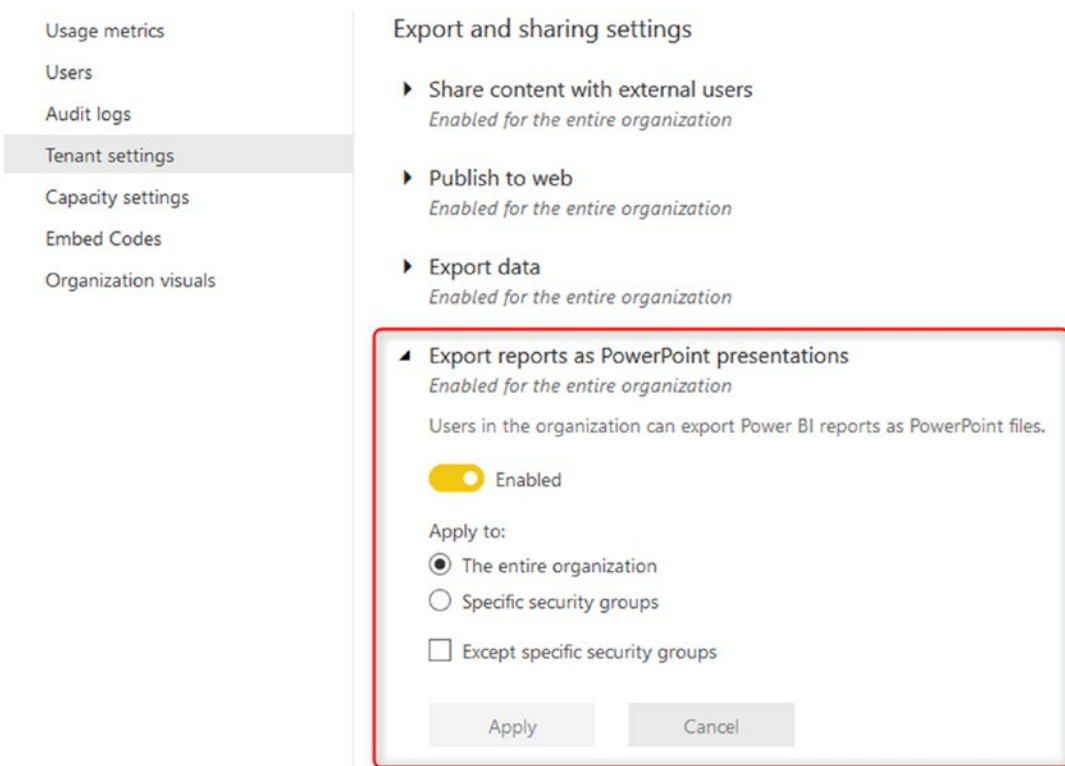 Usage metrics
Users
Audit logs
Tenant settings
Capacity settings
Embed Codes
Organization visuals
Export and sharing settings
Share content with external users
Enabled for the entire organization
Publish to web
Enabled for the entire organization
Export data
Enabled for the entire organization
Export reports as PowerPoint presentations
Enabled for the entire organization
Users in the organization can export Power BI reports as PowerPoint files.
Enabled
Apply to:
The entire organization
Specific security groups
Except specific security groups
Apply
Cancel